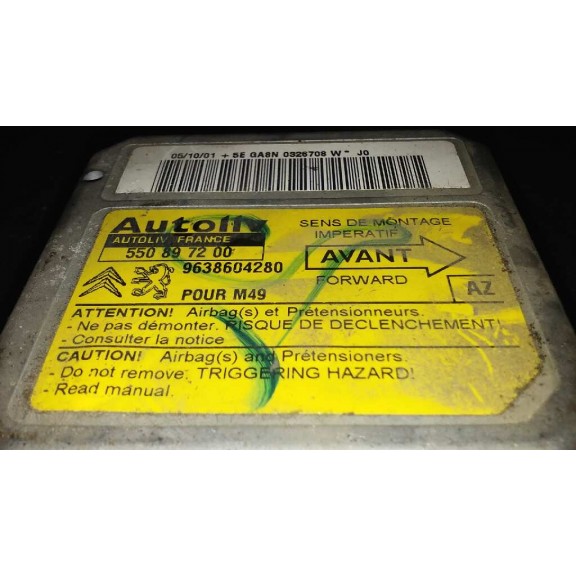 05/10/01 + 5E GA8N 0326708 W * J0
Autoliv
AUTOLIV FRANCE
550 89 72 00
9638604280
POUR M49
SENS DE MONTAGE
IMPERATIF
AVANT
FORWARD
AZ
ATTENTION! Airbag(s) et Prétensionneurs.
- Ne pas démonter. RISQUE DE DECLENCHEMENT!
- Consulter la notice
CAUTION! Airbag(s) and Prétensioners.
- Do not remove: TRIGGERING HAZARD!
- Read manual.